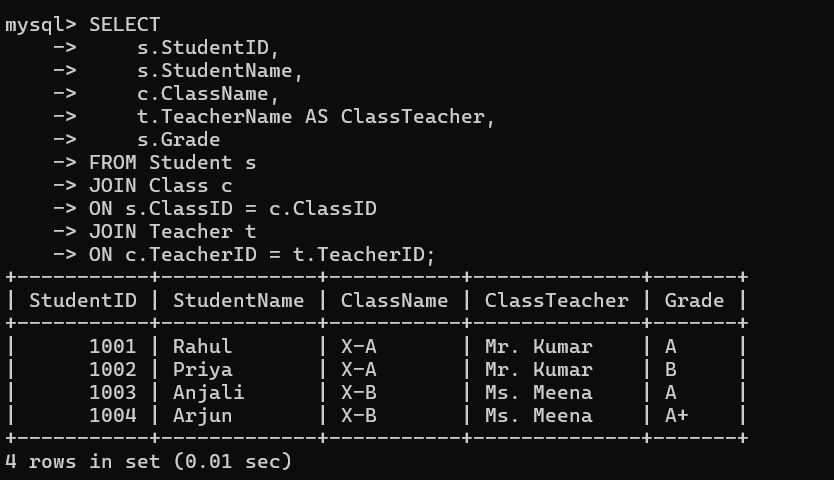 mysql> SELECT
    ->     s.StudentID,
    ->     s.StudentName,
    ->     c.ClassName,
    ->     t.TeacherName AS ClassTeacher,
    ->     s.Grade
    -> FROM Student s
    -> JOIN Class c
    -> ON s.ClassID = c.ClassID
    -> JOIN Teacher t
    -> ON c.TeacherID = t.TeacherID;
+-----------+-------------+-----------+--------------+-------+
| StudentID | StudentName | ClassName | ClassTeacher | Grade |
+-----------+-------------+-----------+--------------+-------+
|      1001 | Rahul       | X-A       | Mr. Kumar    | A     |
|      1002 | Priya       | X-A       | Mr. Kumar    | B     |
|      1003 | Anjali      | X-B       | Ms. Meena    | A     |
|      1004 | Arjun       | X-B       | Ms. Meena    | A+    |
+-----------+-------------+-----------+--------------+-------+
4 rows in set (0.01 sec)